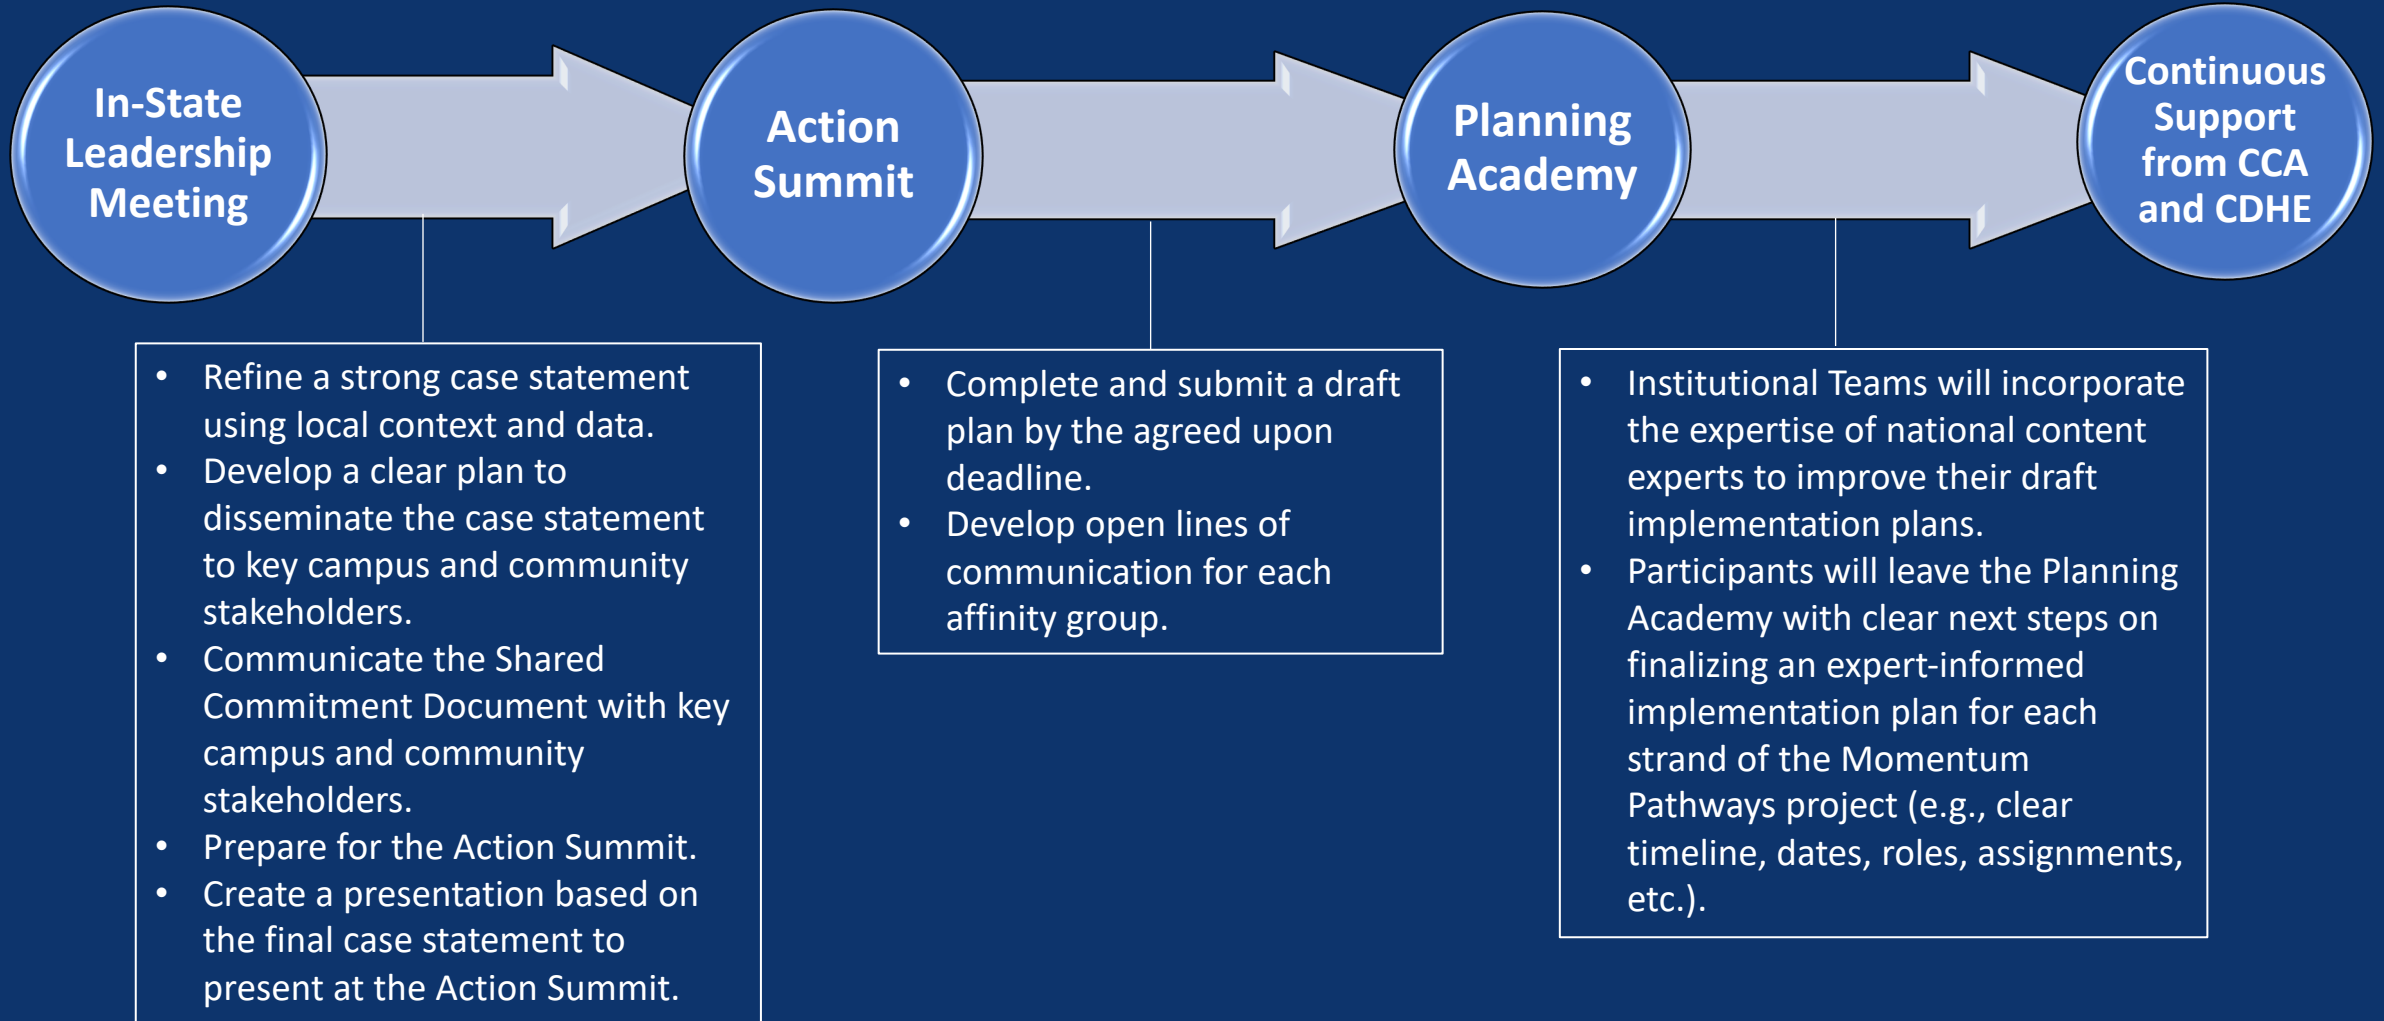 In-State
Leadership
Meeting
Action
Summit
Planning
Academy
Continuous
Support
from CCA
and CDHE
• Refine a strong case statement
using local context and data.
• Develop a clear plan to
disseminate the case statement
to key campus and community
stakeholders.
• Communicate the Shared
Commitment Document with key
campus and community
stakeholders.
• Prepare for the Action Summit.
• Create a presentation based on
the final case statement to
present at the Action Summit.
• Complete and submit a draft
plan by the agreed upon
deadline.
• Develop open lines of
communication for each
affinity group.
• Institutional Teams will incorporate
the expertise of national content
experts to improve their draft
implementation plans.
• Participants will leave the Planning
Academy with clear next steps on
finalizing an expert-informed
implementation plan for each
strand of the Momentum
Pathways project (e.g., clear
timeline, dates, roles, assignments,
etc.).